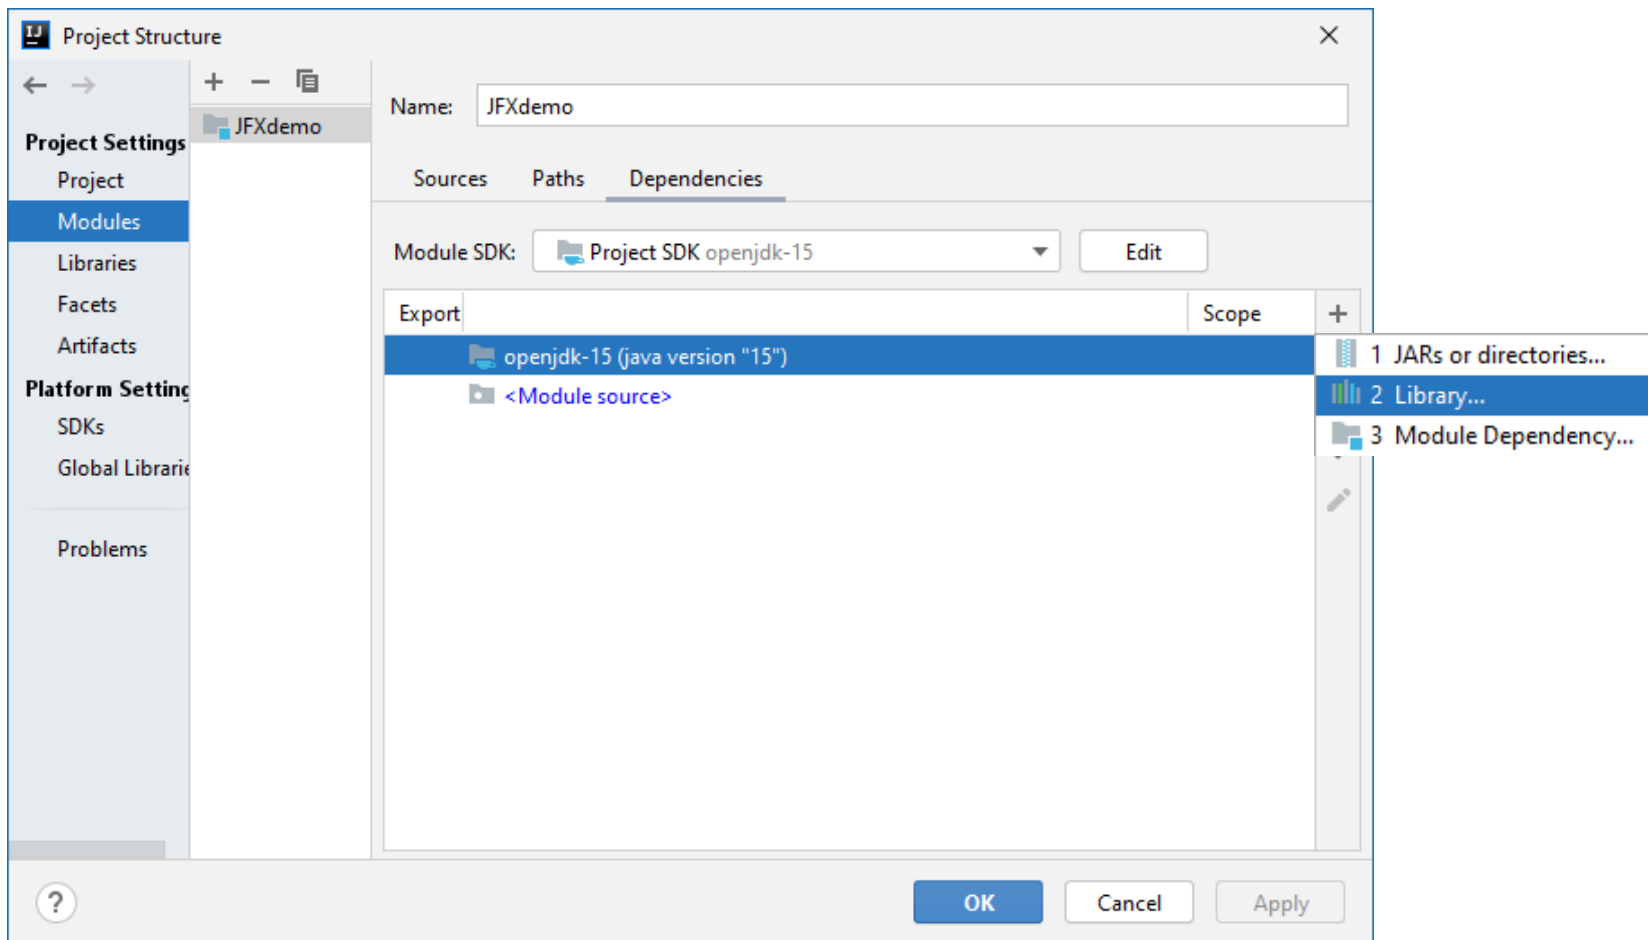 Project Structure
Name: JFXdemo
JFXdemo
Project Settings
Project
Modules
Libraries
Facets
Artifacts
Platform Setting
SDKs
Global Librarie
Problems
Sources Paths Dependencies
Module SDK: Project SDK openjdk-15 Edit
Export Scope
openjdk-15 (java version "15")
<Module source>
1 JARs or directories...
2 Library...
3 Module Dependency...
? OK Cancel Apply